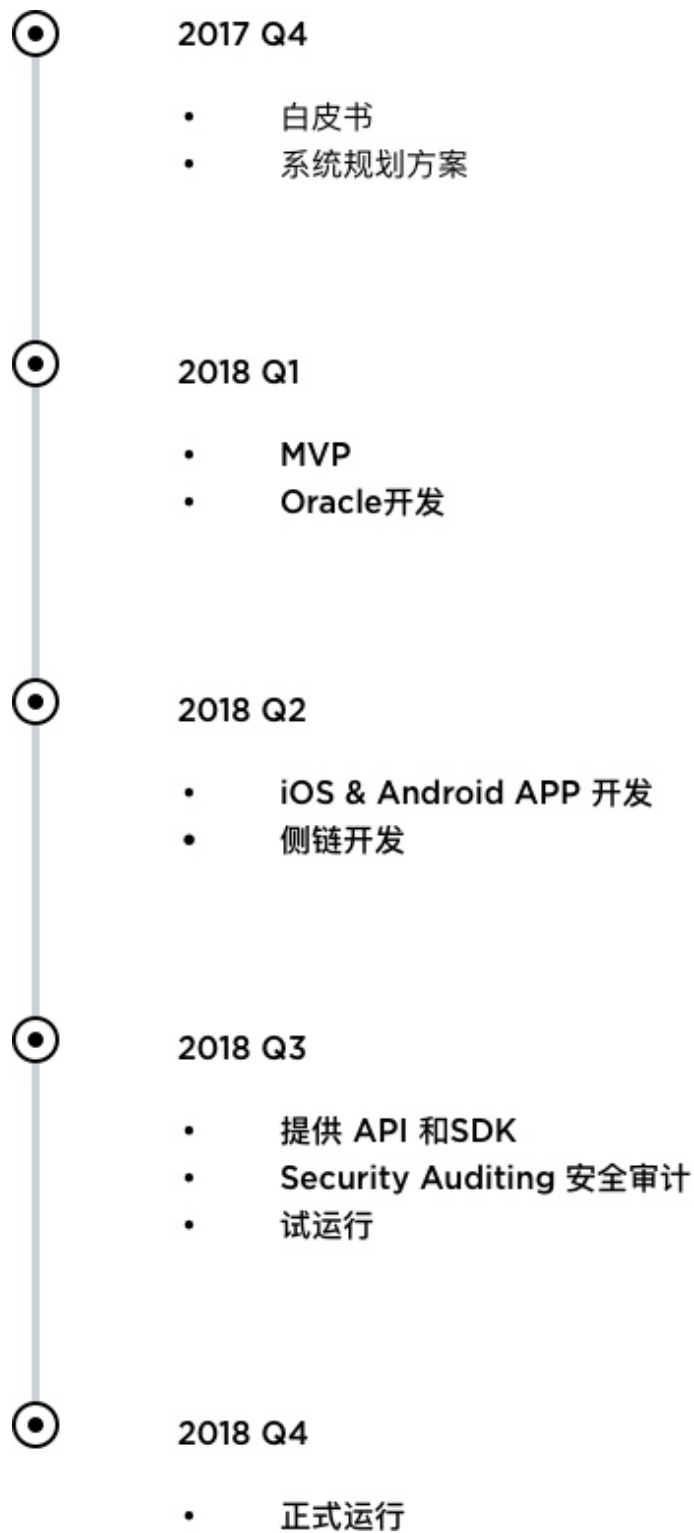 2017 Q4
• 白皮书
• 系统规划方案
2018 Q1
• MVP
• Oracle开发
2018 Q2
• iOS & Android APP 开发
• 侧链开发
2018 Q3
• 提供 API 和SDK
• Security Auditing 安全审计
• 试运行
2018 Q4
• 正式运行